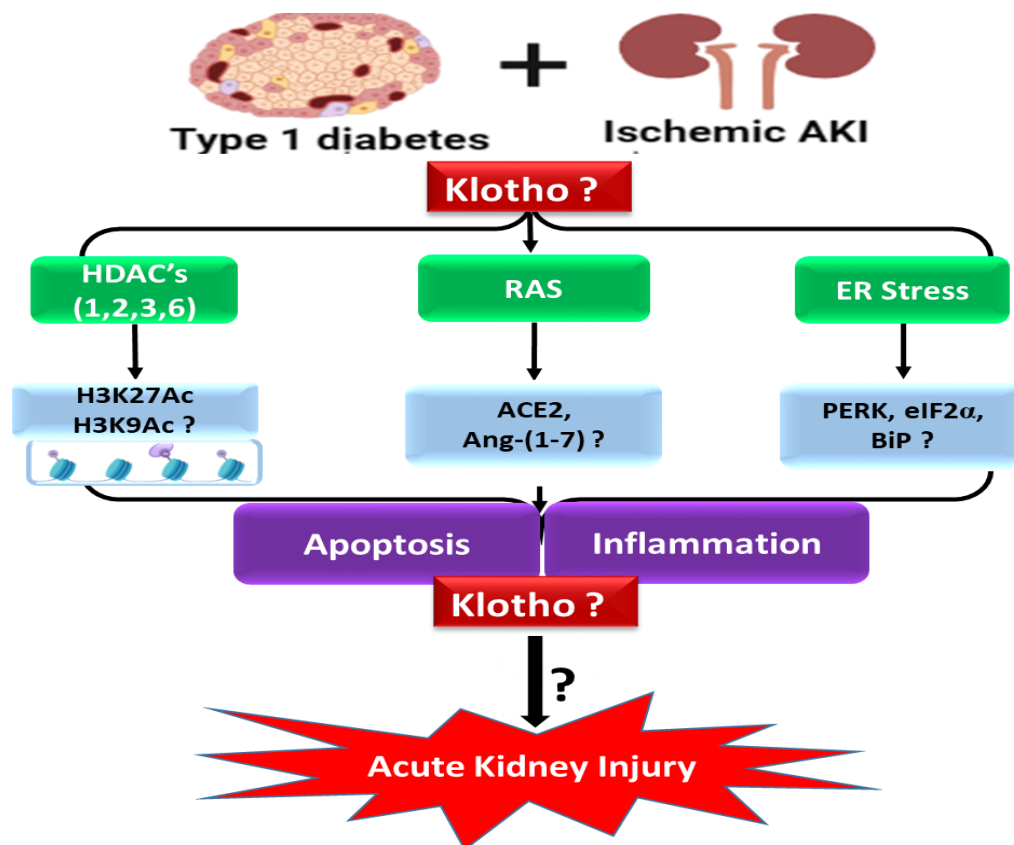 +
Type 1 diabetes
Ischemic AKI
Klotho ?
HDAC’s
(1,2,3,6)
RAS
ER Stress
H3K27Ac
H3K9Ac ?
ACE2,
Ang-(1-7) ?
PERK, eIF2α,
BiP ?
Apoptosis
Inflammation
Klotho ?
?
Acute Kidney Injury